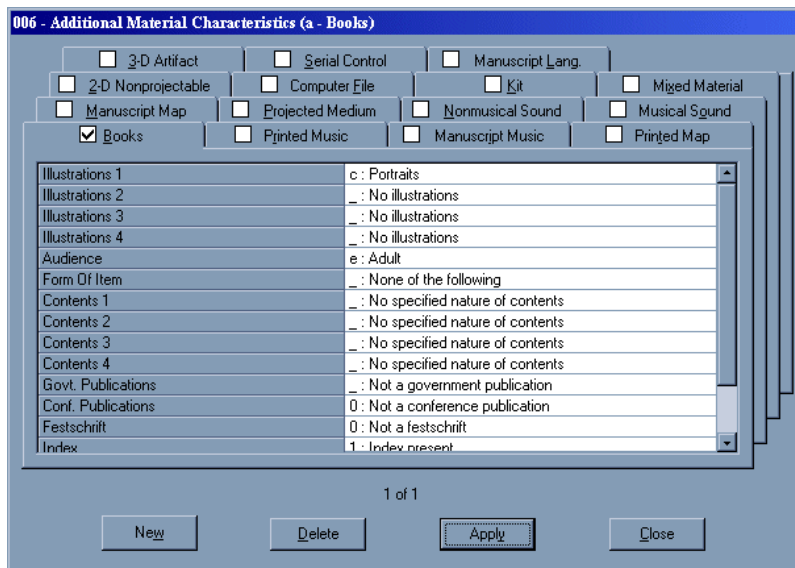 006 - Additional Material Characteristics (a - Books)
3-D Artifact Serial Control Manuscript Lang.
2-D Nonprojectable Computer File Kit Mixed Material
Manuscript Map Projected Medium Nonmusical Sound Musical Sound
Books Printed Music Manuscript Music Printed Map
Illustrations 1 c : Portraits
Illustrations 2 _ : No illustrations
Illustrations 3 _ : No illustrations
Illustrations 4 _ : No illustrations
Audience e : Adult
Form Of Item _ : None of the following
Contents 1 _ : No specified nature of contents
Contents 2 _ : No specified nature of contents
Contents 3 _ : No specified nature of contents
Contents 4 _ : No specified nature of contents
Govt. Publications _ : Not a government publication
Conf. Publications 0 : Not a conference publication
Festschrift 0 : Not a festschrift
Index 1 : Index present
1 of 1
New Delete Apply Close